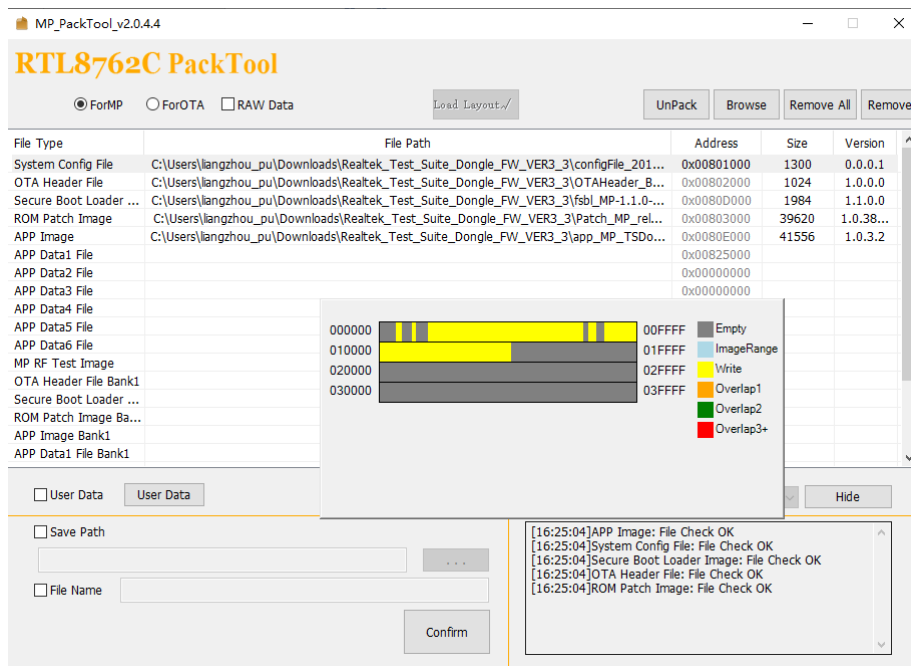 MP_PackTool_v2.0.4.4
RTL8762C PackTool
ForMP ForOTA RAW Data Load Layout√ UnPack Browse Remove All Remove
File Type File Path Address Size Version
System Config File C:\Users\liangzhou_pu\Downloads\Realtek_Test_Suite_Dongle_FW_VER3_3\configFile_201... 0x00801000 1300 0.0.0.1
OTA Header File C:\Users\liangzhou_pu\Downloads\Realtek_Test_Suite_Dongle_FW_VER3_3\OTAHeader_B... 0x00802000 1024 1.0.0.0
Secure Boot Loader ... C:\Users\liangzhou_pu\Downloads\Realtek_Test_Suite_Dongle_FW_VER3_3\fsbl_MP-1.1.0-... 0x0080D000 1984 1.1.0.0
ROM Patch Image C:\Users\liangzhou_pu\Downloads\Realtek_Test_Suite_Dongle_FW_VER3_3\Patch_MP_rel... 0x00803000 39620 1.0.38...
APP Image C:\Users\liangzhou_pu\Downloads\Realtek_Test_Suite_Dongle_FW_VER3_3\app_MP_TSDo... 0x0080E000 41556 1.0.3.2
APP Data1 File 0x00825000
APP Data2 File 0x00000000
APP Data3 File 0x00000000
APP Data4 File
APP Data5 File
APP Data6 File
MP RF Test Image
OTA Header File Bank1
Secure Boot Loader ...
ROM Patch Image Ba...
APP Image Bank1
APP Data1 File Bank1
000000 00FFFF Empty
010000 01FFFF ImageRange
020000 02FFFF Write
030000 03FFFF Overlap1
Overlap2
Overlap3+
User Data User Data Hide
Save Path
...
File Name
Confirm
[16:25:04]APP Image: File Check OK
[16:25:04]System Config File: File Check OK
[16:25:04]Secure Boot Loader Image: File Check OK
[16:25:04]OTA Header File: File Check OK
[16:25:04]ROM Patch Image: File Check OK